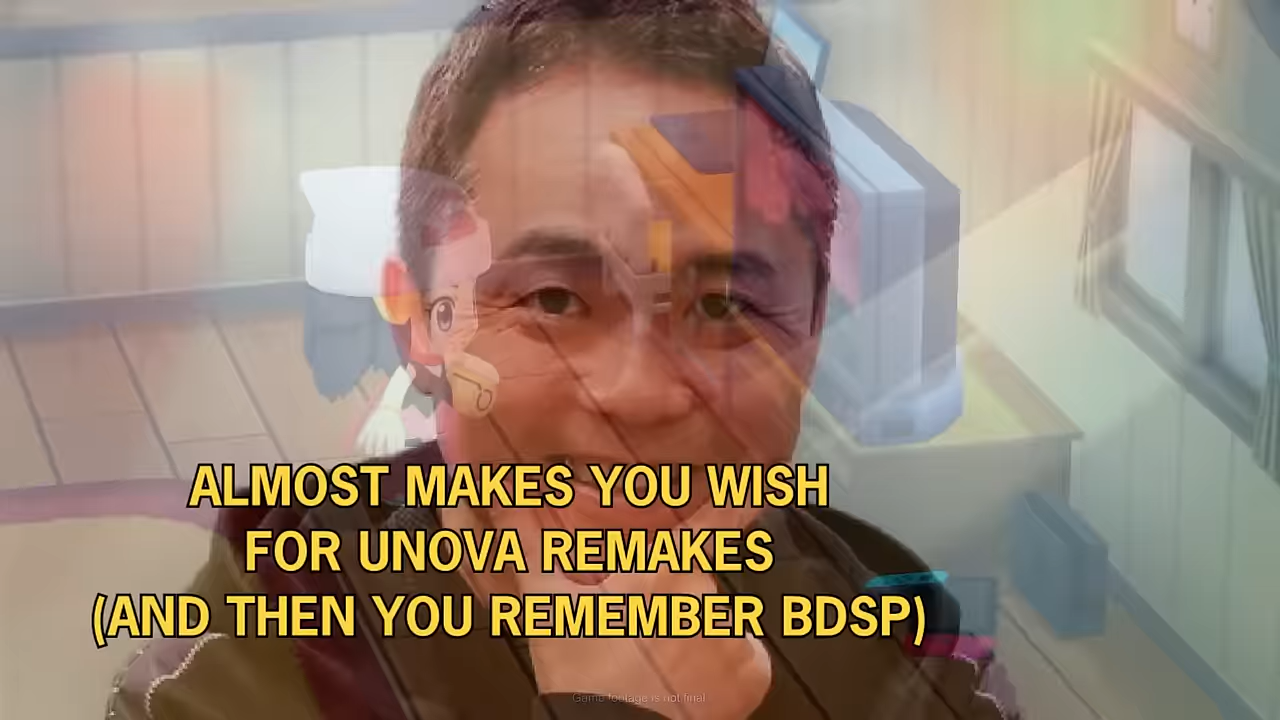 ALMOST MAKES YOU WISH
FOR UNOVA REMAKES
(AND THEN YOU REMEMBER BDSP)
Game footage is not final